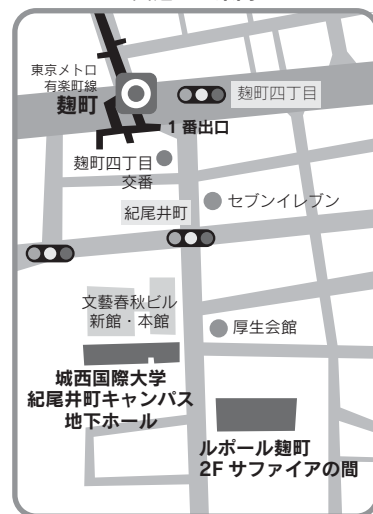 東京メトロ
有楽町線
麹町
麹町四丁目
1 番出口
麹町四丁目
交番
セブンイレブン
紀尾井町
文藝春秋ビル
新館・本館
厚生会館
城西国際大学
紀尾井町キャンパス
地下ホール
ルポール麹町
2F サファイアの間